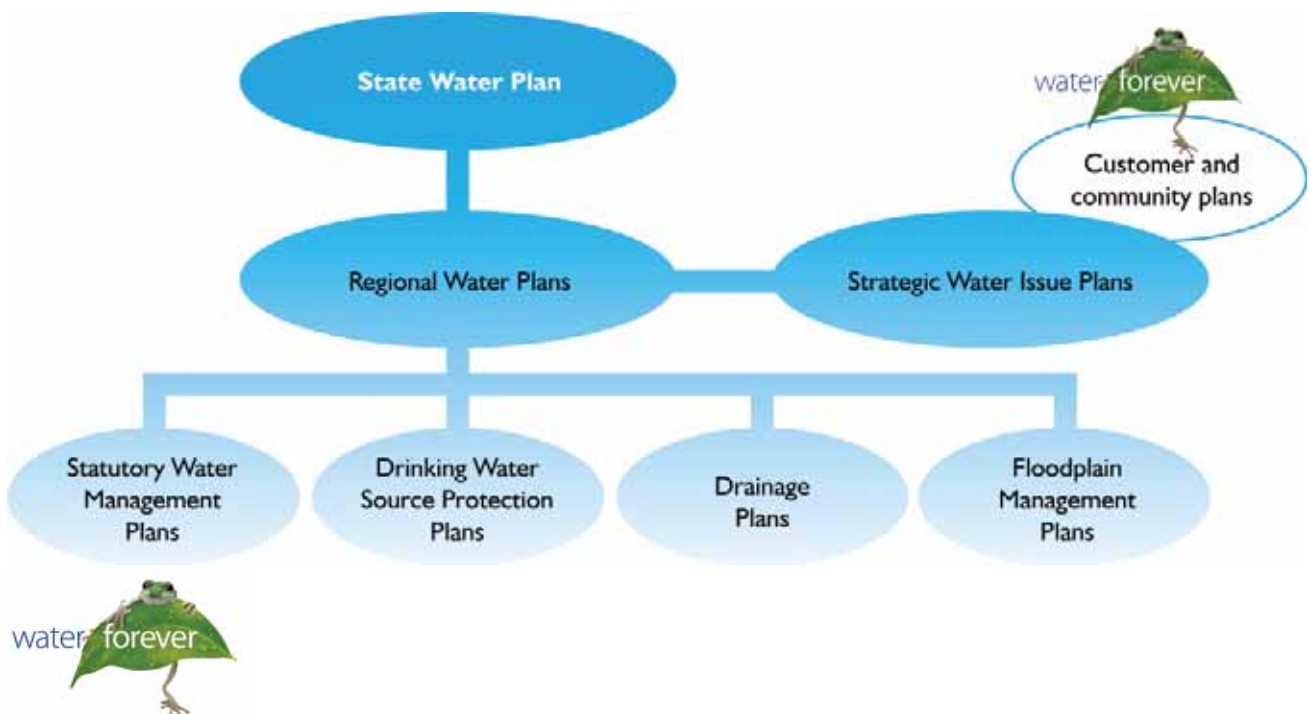 State Water Plan
water forever
Customer and
community plans
Regional Water Plans
Strategic Water Issue Plans
Statutory Water
Management
Plans
Drinking Water
Source Protection
Plans
Drainage
Plans
Floodplain
Management
Plans
water forever